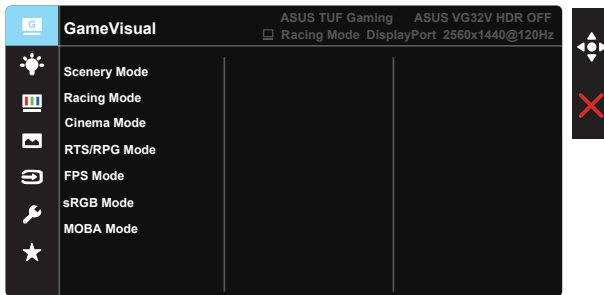 G
GameVisual
ASUS TUF Gaming ASUS VG32V HDR OFF
Racing Mode DisplayPort 2560x1440@120Hz
Scenery Mode
Racing Mode
Cinema Mode
RTS/RPG Mode
FPS Mode
sRGB Mode
MOBA Mode